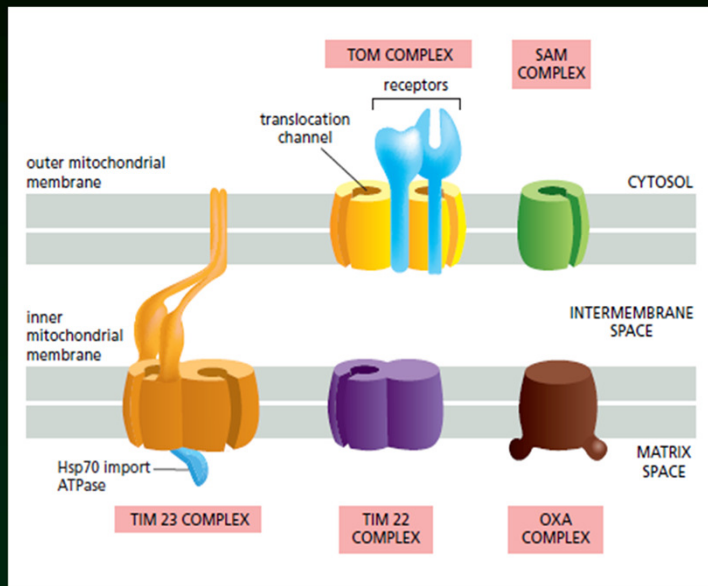 TOM COMPLEX
SAM
COMPLEX
receptors
translocation
channel
outer mitochondrial
membrane
CYTOSOL
INTERMEMBRANE
SPACE
inner
mitochondrial
membrane
MATRIX
SPACE
Hsp70 import
ATPase
TIM 23 COMPLEX
TIM 22
COMPLEX
OXA
COMPLEX